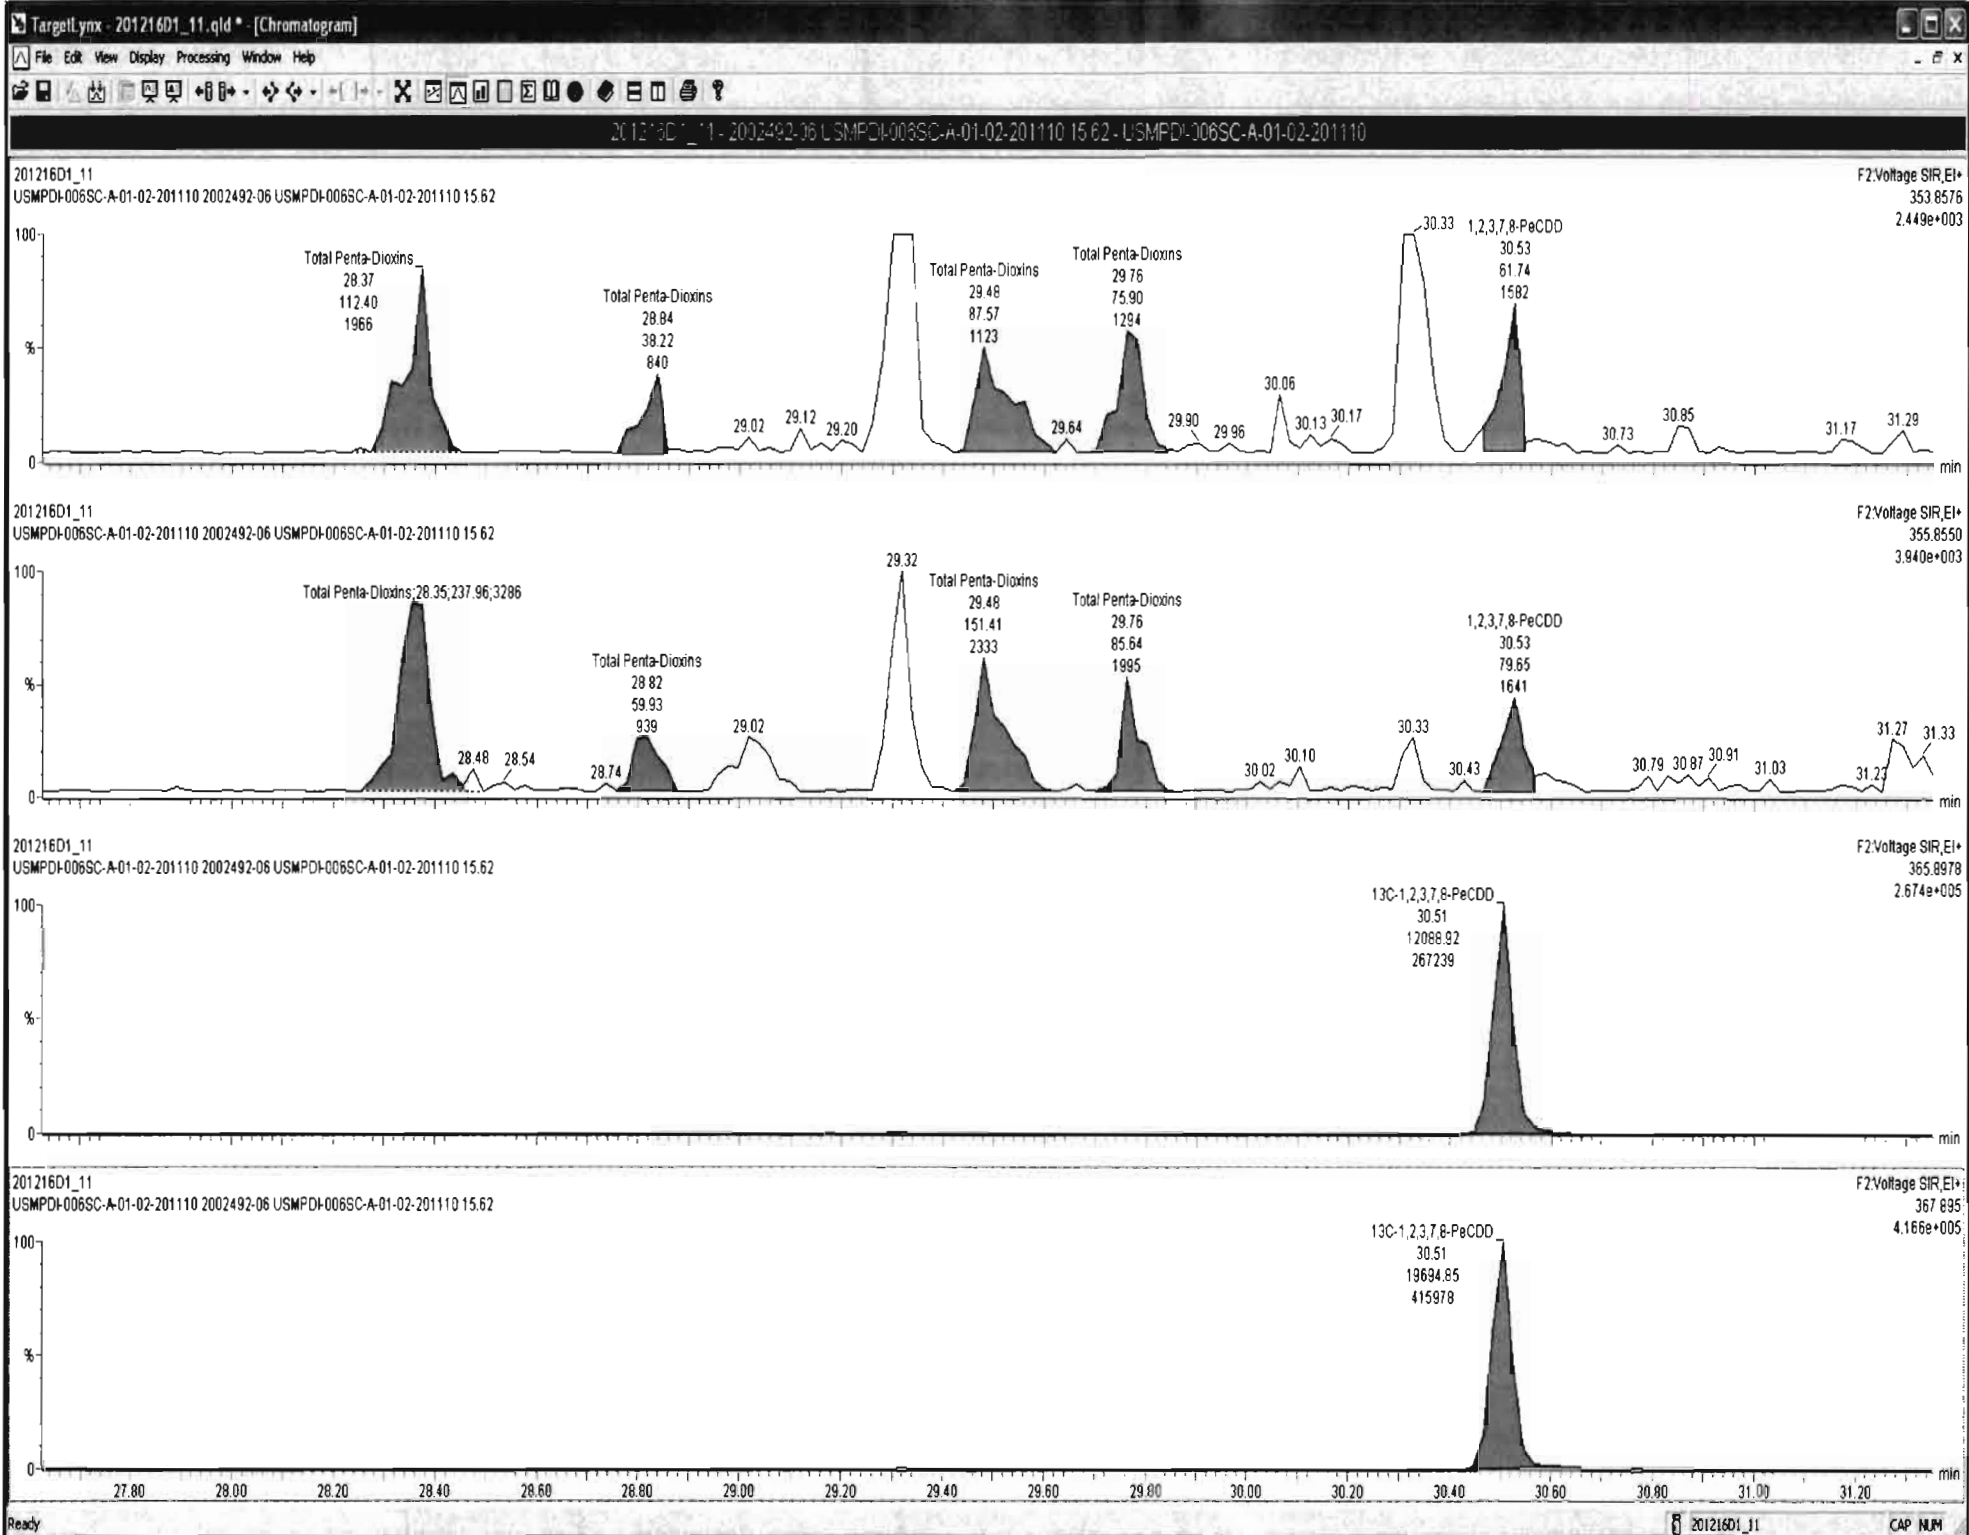 TargetLynx - 201216D1_11.qld * - [Chromatogram]
File Edit View Display Processing Window Help
201216D1_11 - 2002492-06 USMPDI-006SC-A-01-02-201110 15.62 - USMPDI-006SC-A-01-02-201110
201216D1_11
USMPDI-006SC-A-01-02-201110 2002492-06 USMPDI-006SC-A-01-02-201110 15.62
F2:Voltage SIR,EI+
353.8576
2.449e+003
100
%
0
Total Penta-Dioxins
28.37
112.40
1966
Total Penta-Dioxins
28.84
38.22
840
29.02
29.12
29.20
Total Penta-Dioxins
29.48
87.57
1123
29.64
Total Penta-Dioxins
29.76
75.90
1294
29.90
29.96
30.06
30.13
30.17
30.33
1,2,3,7,8-PeCDD
30.53
61.74
1582
30.73
30.85
31.17
31.29
min
201216D1_11
USMPDI-006SC-A-01-02-201110 2002492-06 USMPDI-006SC-A-01-02-201110 15.62
F2:Voltage SIR,EI+
355.8550
3.940e+003
100
%
0
Total Penta-Dioxins;28.35;237.96;3286
28.48
28.54
28.74
Total Penta-Dioxins
28.82
59.93
939
29.02
29.32
Total Penta-Dioxins
29.48
151.41
2333
Total Penta-Dioxins
29.76
85.64
1995
30.02
30.10
30.33
30.43
1,2,3,7,8-PeCDD
30.53
79.65
1641
30.79
30.87
30.91
31.03
31.23
31.27
31.33
min
201216D1_11
USMPDI-006SC-A-01-02-201110 2002492-06 USMPDI-006SC-A-01-02-201110 15.62
F2:Voltage SIR,EI+
365.8978
2.674e+005
100
%
0
13C-1,2,3,7,8-PeCDD
30.51
12088.92
267239
min
201216D1_11
USMPDI-006SC-A-01-02-201110 2002492-06 USMPDI-006SC-A-01-02-201110 15.62
F2:Voltage SIR,EI+
367.895
4.166e+005
100
%
0
13C-1,2,3,7,8-PeCDD
30.51
19694.85
415978
min
27.80 28.00 28.20 28.40 28.60 28.80 29.00 29.20 29.40 29.60 29.80 30.00 30.20 30.40 30.60 30.80 31.00 31.20
Ready
201216D1_11 CAP NUM